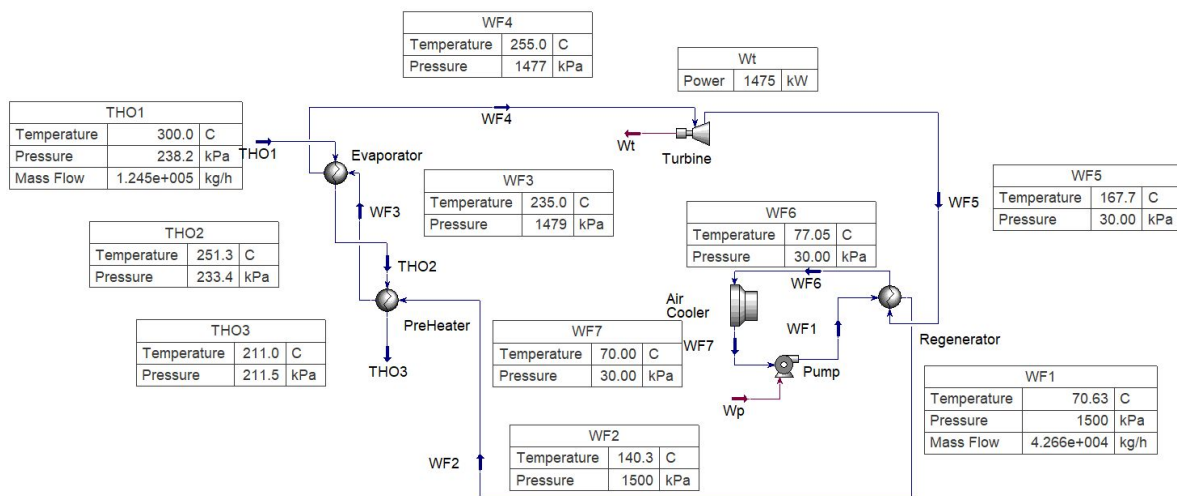 WF4
Temperature 255.0 C
Pressure 1477 kPa
Wt
Power 1475 kW
THO1
Temperature 300.0 C
Pressure 238.2 kPa
Mass Flow 1.245e+005 kg/h
WF4
THO1
Evaporator
Wt
Turbine
WF3
Temperature 235.0 C
Pressure 1479 kPa
WF5
Temperature 167.7 C
Pressure 30.00 kPa
WF5
WF3
WF6
Temperature 77.05 C
Pressure 30.00 kPa
THO2
Temperature 251.3 C
Pressure 233.4 kPa
THO2
WF6
Air
Cooler
PreHeater
WF1
Regenerator
THO3
Temperature 211.0 C
Pressure 211.5 kPa
THO3
WF7
Temperature 70.00 C
Pressure 30.00 kPa
WF7
Pump
Wp
WF1
Temperature 70.63 C
Pressure 1500 kPa
Mass Flow 4.266e+004 kg/h
WF2
WF2
Temperature 140.3 C
Pressure 1500 kPa